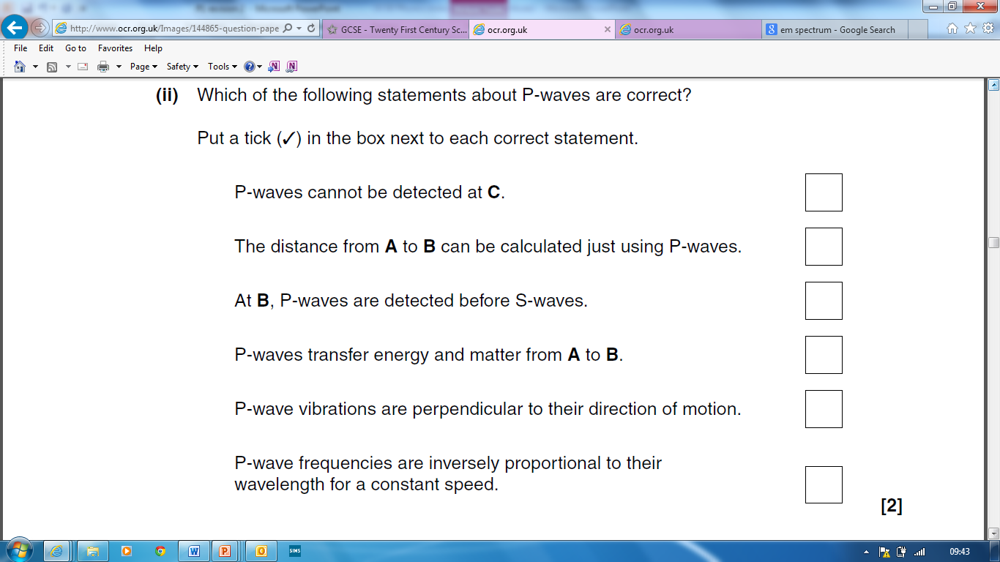 http://www.ocr.org.uk/Images/144865-question-pape
GCSE - Twenty First Century Sc...
ocr.org.uk
ocr.org.uk
em spectrum - Google Search
File Edit Go to Favorites Help
Page Safety Tools
(ii) Which of the following statements about P-waves are correct?
Put a tick (✓) in the box next to each correct statement.
P-waves cannot be detected at C.
The distance from A to B can be calculated just using P-waves.
At B, P-waves are detected before S-waves.
P-waves transfer energy and matter from A to B.
P-wave vibrations are perpendicular to their direction of motion.
P-wave frequencies are inversely proportional to their
wavelength for a constant speed.
[2]
SIMS
09:43